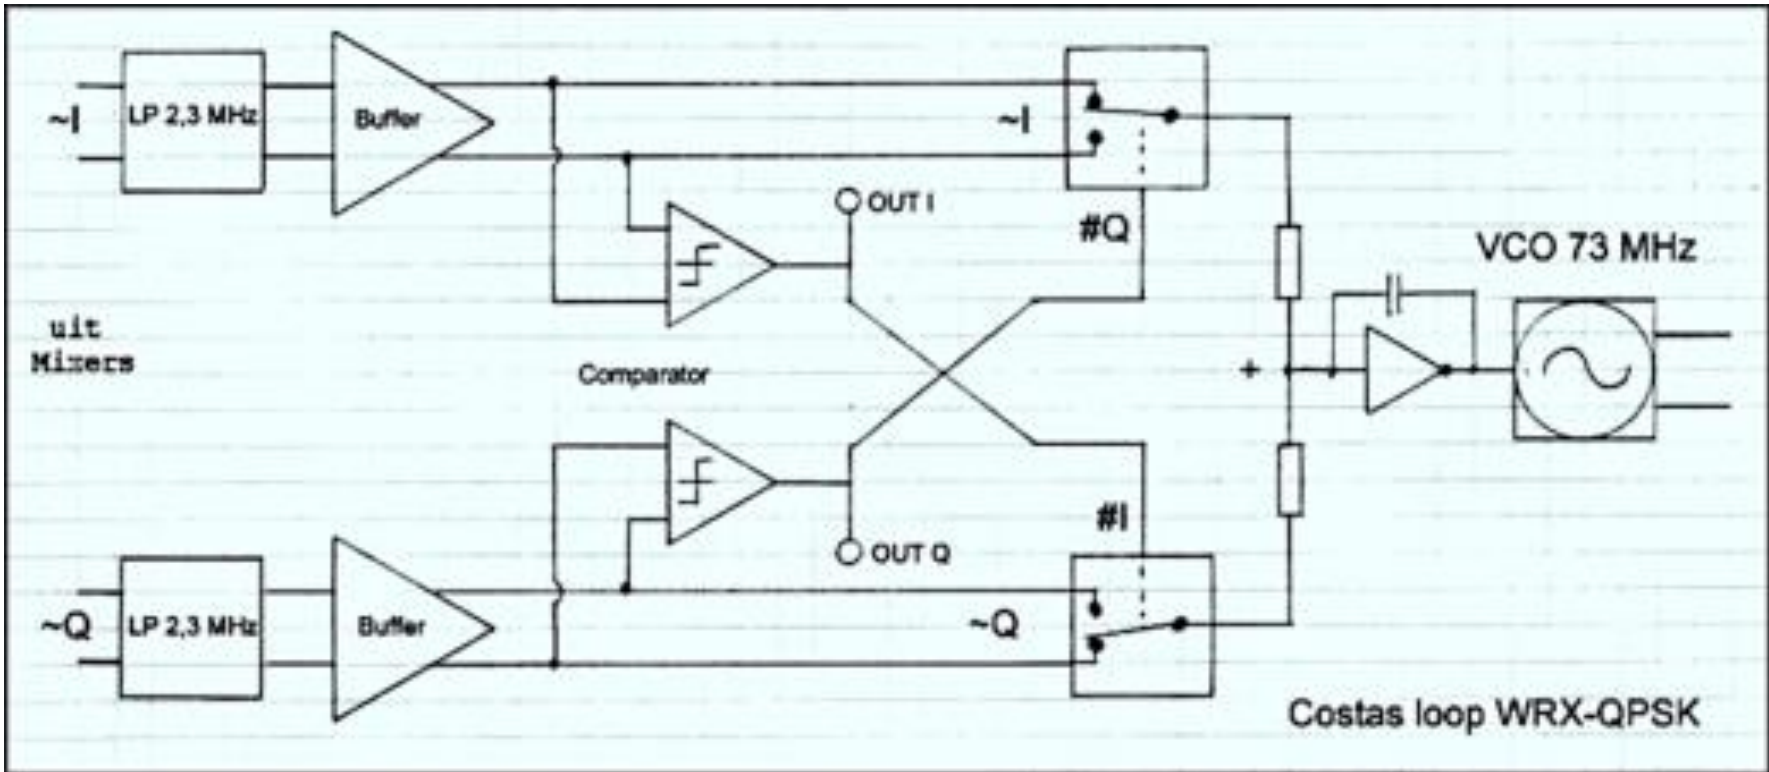 ~I
LP 2,3 MHz
Buffer
~I
OUT I
#Q
VCO 73 MHz
uit
Mixers
Comparator
+
#I
OUT Q
~Q
LP 2,3 MHz
Buffer
~Q
Costas loop WRX-QPSK